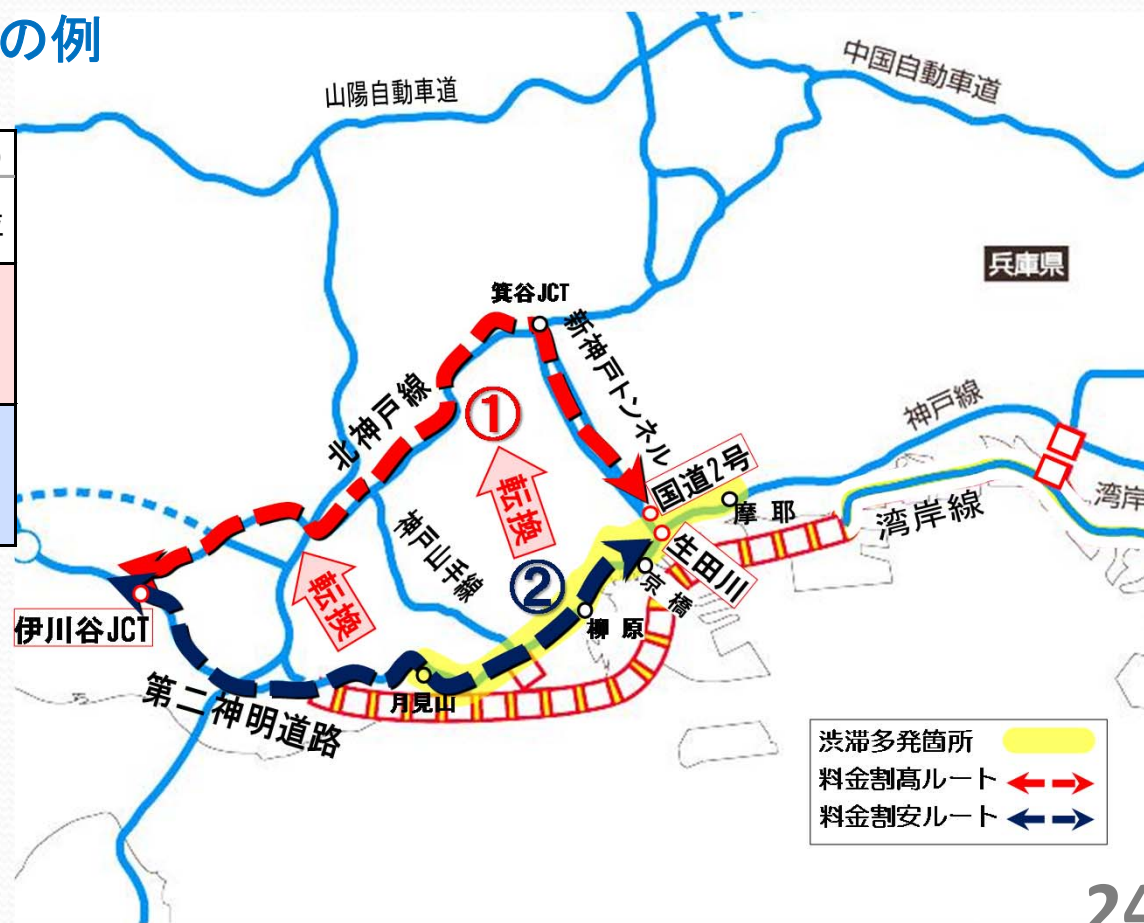 の例
山陽自動車道
中国自動車道
兵庫県
箕谷JCT
新神戸トンネル
北神戸線
①
神戸線
転換
国道2号
摩耶
湾岸線
湾岸
神戸山手線
生田川
②
京橋
転換
柳原
伊川谷JCT
月見山
第二神明道路
渋滞多発箇所
料金割高ルート
料金割安ルート
24